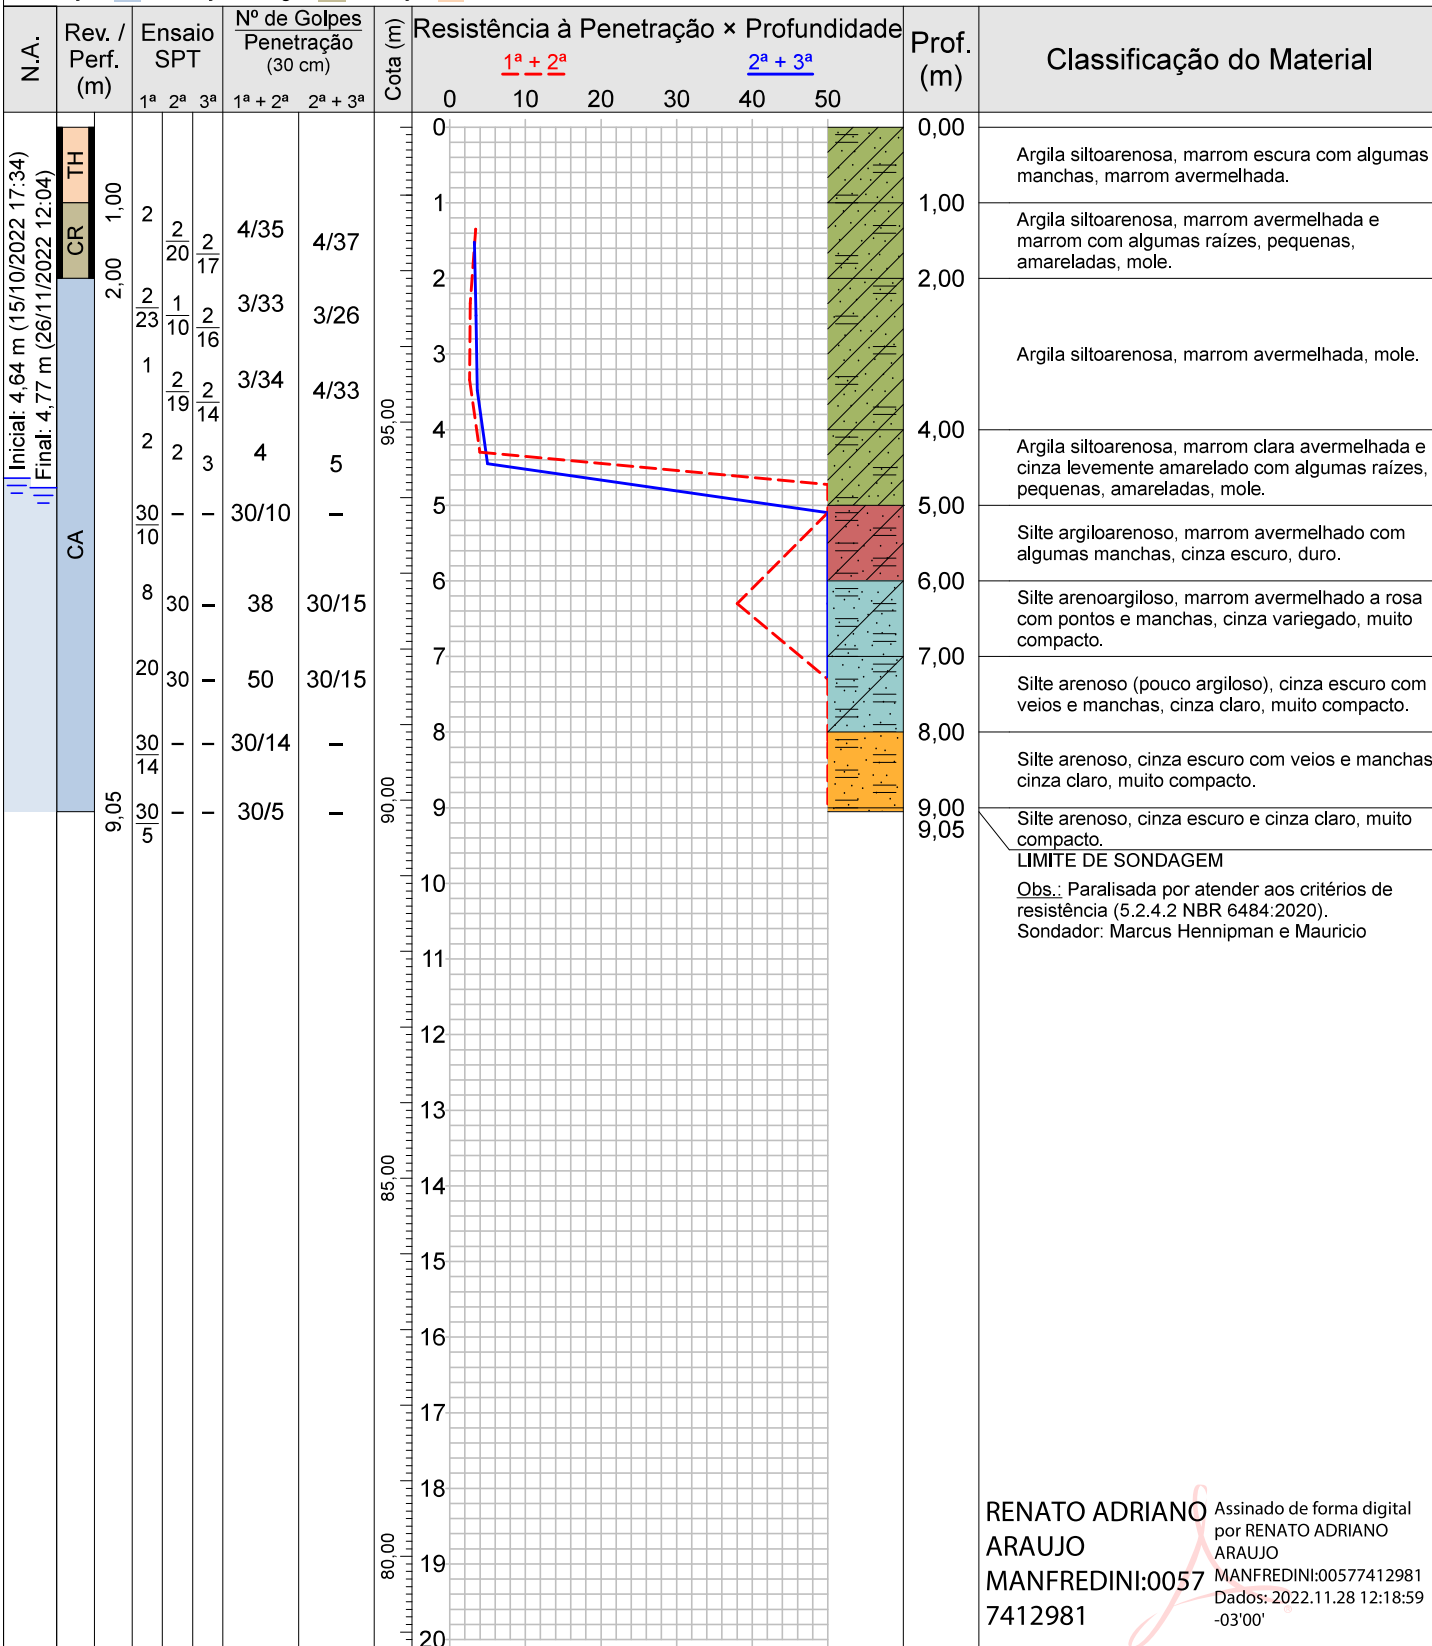 N.A.
Rev. / Perf. (m)
Ensaio SPT
1ª 2ª 3ª
Nº de Golpes
Penetração
(30 cm)
1ª + 2ª 2ª + 3ª
Cota (m)
Resistência à Penetração × Profundidade
1ª + 2ª 2ª + 3ª
0 10 20 30 40 50
Prof. (m)
Classificação do Material
Inicial: 4,64 m (15/10/2022 17:34)
Final: 4,77 m (26/11/2022 12:04)
TH
CR
CA
1,00
2,00
9,05
2 2/20 2/17 4/35 4/37
2/23 1/10 2/16 3/33 3/26
1 2/19 2/14 3/34 4/33
2 2 3 4 5
30/10 – – 30/10 –
8 30 – 38 30/15
20 30 – 50 30/15
30/14 – – 30/14 –
30/5 – – 30/5 –
95,00
90,00
85,00
80,00
0
1
2
3
4
5
6
7
8
9
10
11
12
13
14
15
16
17
18
19
20
0,00
Argila siltoarenosa, marrom escura com algumas
manchas, marrom avermelhada.
1,00
Argila siltoarenosa, marrom avermelhada e
marrom com algumas raízes, pequenas,
amareladas, mole.
2,00
Argila siltoarenosa, marrom avermelhada, mole.
4,00
Argila siltoarenosa, marrom clara avermelhada e
cinza levemente amarelado com algumas raízes,
pequenas, amareladas, mole.
5,00
Silte argiloarenoso, marrom avermelhado com
algumas manchas, cinza escuro, duro.
6,00
Silte arenoargiloso, marrom avermelhado a rosa
com pontos e manchas, cinza variegado, muito
compacto.
7,00
Silte arenoso (pouco argiloso), cinza escuro com
veios e manchas, cinza claro, muito compacto.
8,00
Silte arenoso, cinza escuro com veios e manchas
cinza claro, muito compacto.
9,00
9,05
Silte arenoso, cinza escuro e cinza claro, muito
compacto.
LIMITE DE SONDAGEM
Obs.: Paralisada por atender aos critérios de
resistência (5.2.4.2 NBR 6484:2020).
Sondador: Marcus Hennipman e Mauricio
RENATO ADRIANO
ARAUJO
MANFREDINI:0057
7412981
Assinado de forma digital
por RENATO ADRIANO
ARAUJO
MANFREDINI:00577412981
Dados: 2022.11.28 12:18:59
-03'00'